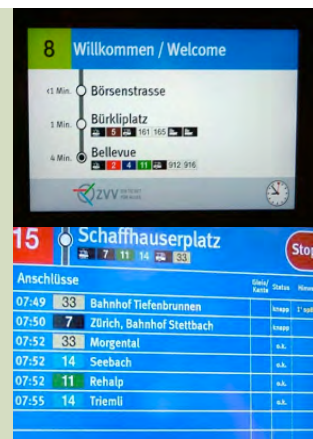 8 Willkommen / Welcome
<1 Min. Börsenstrasse
1 Min. Bürkliplatz
5 161 165
4 Min. Bellevue
2 4 11 912 916
ZVV
15 Schaffhauserplatz
7 11 14 33
Stop
Anschlüsse Gleis/ Kante Status
07:49 33 Bahnhof Tiefenbrunnen knapp
07:50 7 Zürich, Bahnhof Stettbach knapp
07:52 33 Morgental o.k.
07:52 14 Seebach o.k.
07:52 11 Rehalp o.k.
07:55 14 Triemli o.k.